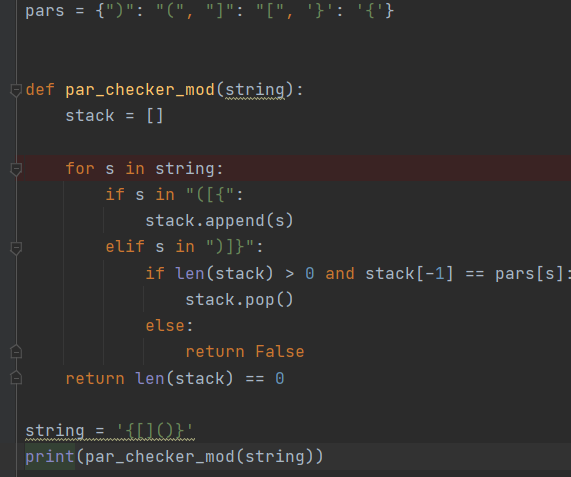 pars = {")": "(", "]": "[", '}': '{'}
def par_checker_mod(string):
    stack = []
    for s in string:
        if s in "([{":
            stack.append(s)
        elif s in ")]}":
            if len(stack) > 0 and stack[-1] == pars[s]:
                stack.pop()
            else:
                return False
    return len(stack) == 0
string = '{[]()}'
print(par_checker_mod(string))